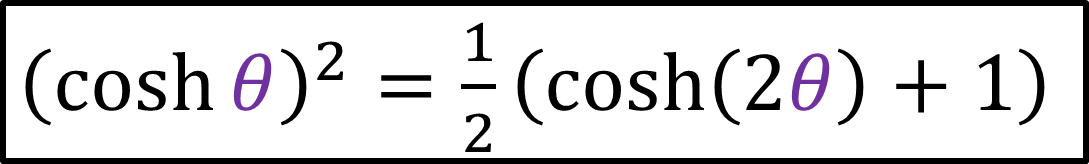 (cosh θ)² = ½ (cosh(2θ) + 1)